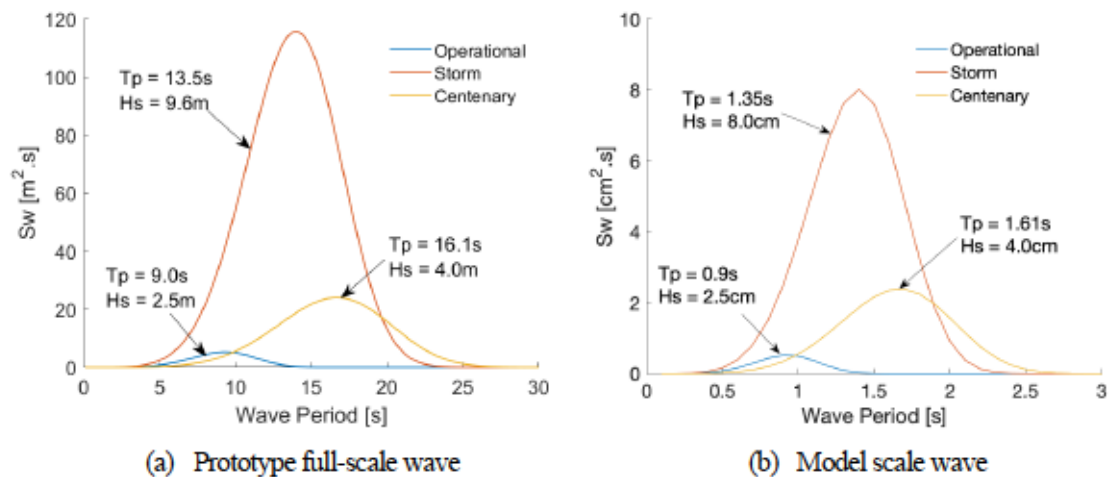 120
100
80
60
40
20
0
Sw [m².s]
Operational
Storm
Centenary
Tp = 13.5s
Hs = 9.6m
Tp = 16.1s
Hs = 4.0m
Tp = 9.0s
Hs = 2.5m
0 5 10 15 20 25 30
Wave Period [s]
(a) Prototype full-scale wave
10
8
6
4
2
0
Sw [cm².s]
Operational
Storm
Centenary
Tp = 1.35s
Hs = 8.0cm
Tp = 1.61s
Hs = 4.0cm
Tp = 0.9s
Hs = 2.5cm
0 0.5 1 1.5 2 2.5 3
Wave Period [s]
(b) Model scale wave